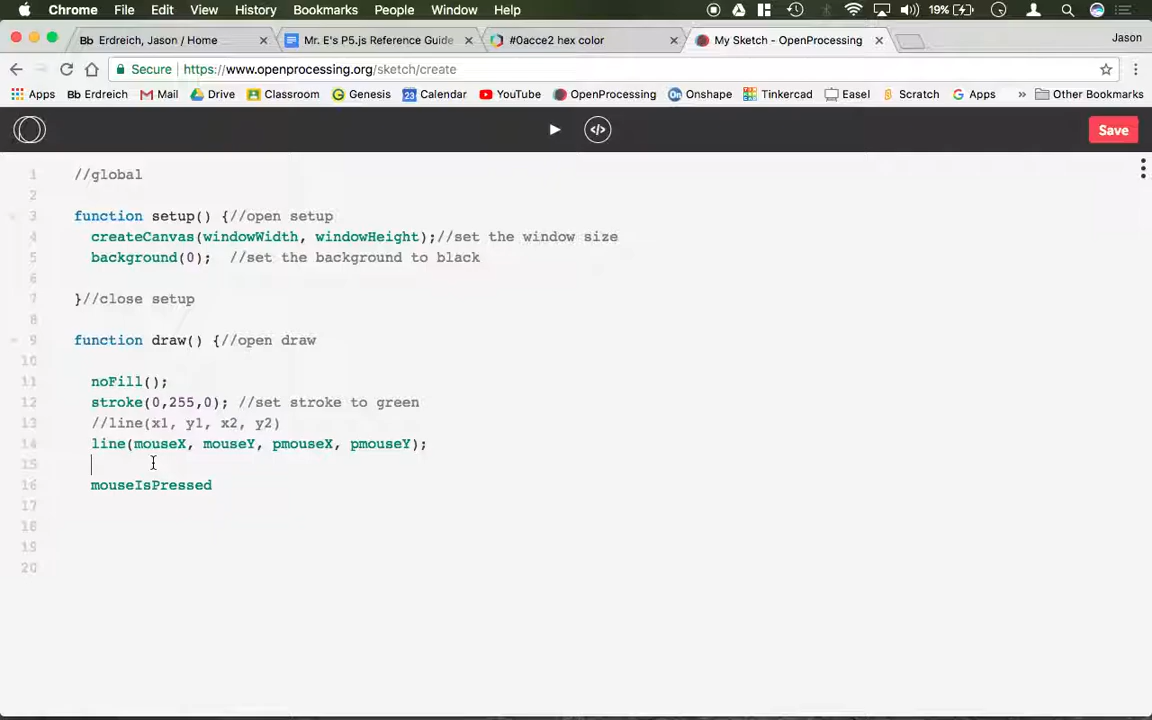 Chrome File Edit View History Bookmarks People Window Help 19%
Bb Erdreich, Jason / Home Mr. E's P5.js Reference Guide #0acce2 hex color My Sketch - OpenProcessing Jason
Secure https://www.openprocessing.org/sketch/create
Apps Bb Erdreich Mail Drive Classroom Genesis 23 Calendar YouTube OpenProcessing On Onshape Tinkercad Easel Scratch Apps » Other Bookmarks
</> Save
1 //global
2
3 function setup() {//open setup
4 createCanvas(windowWidth, windowHeight);//set the window size
5 background(0); //set the background to black
6
7 }//close setup
8
9 function draw() {//open draw
10
11 noFill();
12 stroke(0,255,0); //set stroke to green
13 //line(x1, y1, x2, y2)
14 line(mouseX, mouseY, pmouseX, pmouseY);
15
16 mouseIsPressed
17
18
19
20